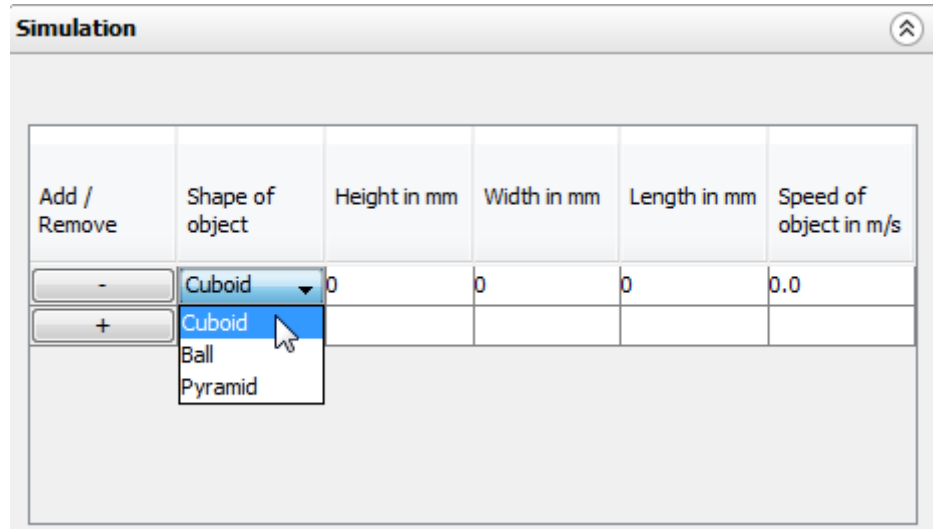 Simulation
Add /
Remove
Shape of
object
Height in mm
Width in mm
Length in mm
Speed of
object in m/s
-
Cuboid
0
0
0
0.0
+
Cuboid
Ball
Pyramid